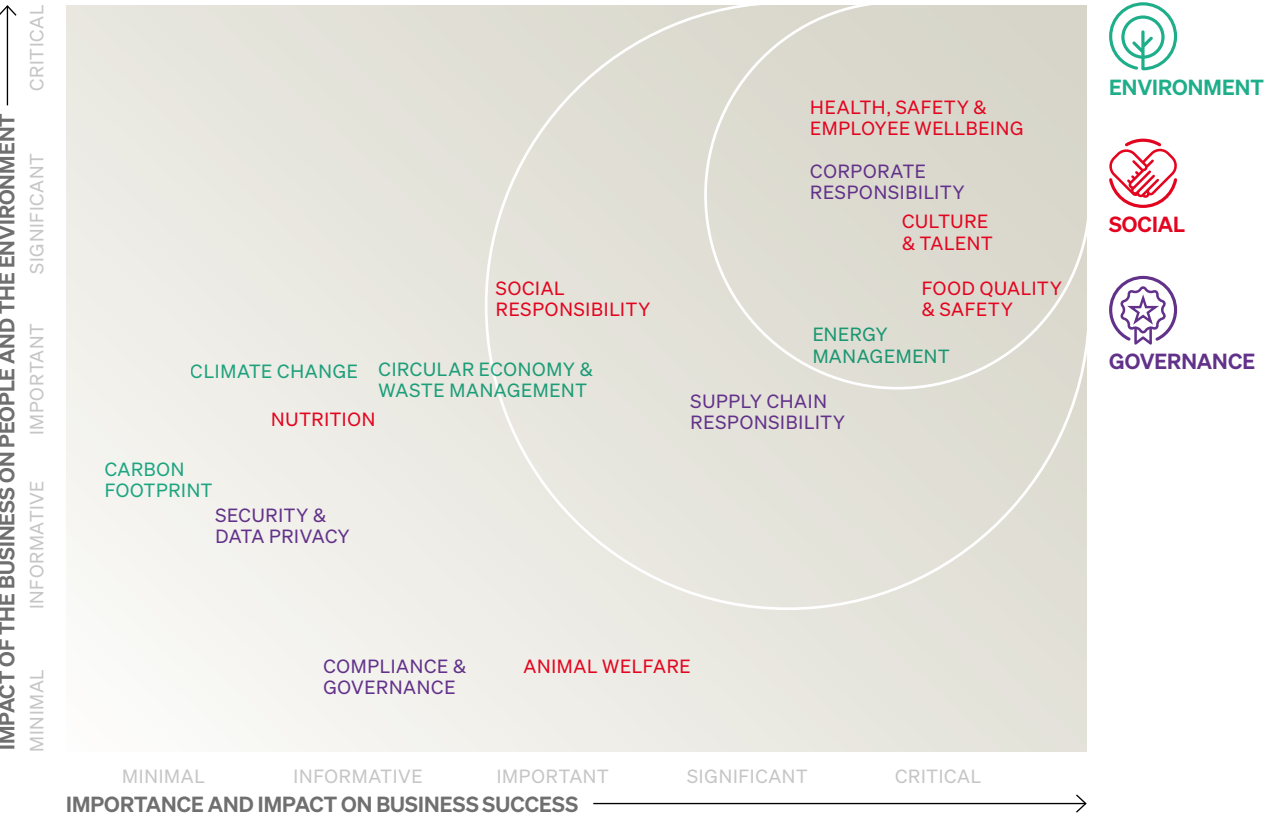 IMPACT OF THE BUSINESS ON PEOPLE AND THE ENVIRONMENT
CRITICAL
SIGNIFICANT
IMPORTANT
INFORMATIVE
MINIMAL
HEALTH, SAFETY &
EMPLOYEE WELLBEING
CORPORATE
RESPONSIBILITY
CULTURE
& TALENT
SOCIAL
RESPONSIBILITY
FOOD QUALITY
& SAFETY
ENERGY
MANAGEMENT
CLIMATE CHANGE
CIRCULAR ECONOMY &
WASTE MANAGEMENT
SUPPLY CHAIN
RESPONSIBILITY
NUTRITION
CARBON
FOOTPRINT
SECURITY &
DATA PRIVACY
COMPLIANCE &
GOVERNANCE
ANIMAL WELFARE
MINIMAL
INFORMATIVE
IMPORTANT
SIGNIFICANT
CRITICAL
IMPORTANCE AND IMPACT ON BUSINESS SUCCESS
ENVIRONMENT
SOCIAL
GOVERNANCE